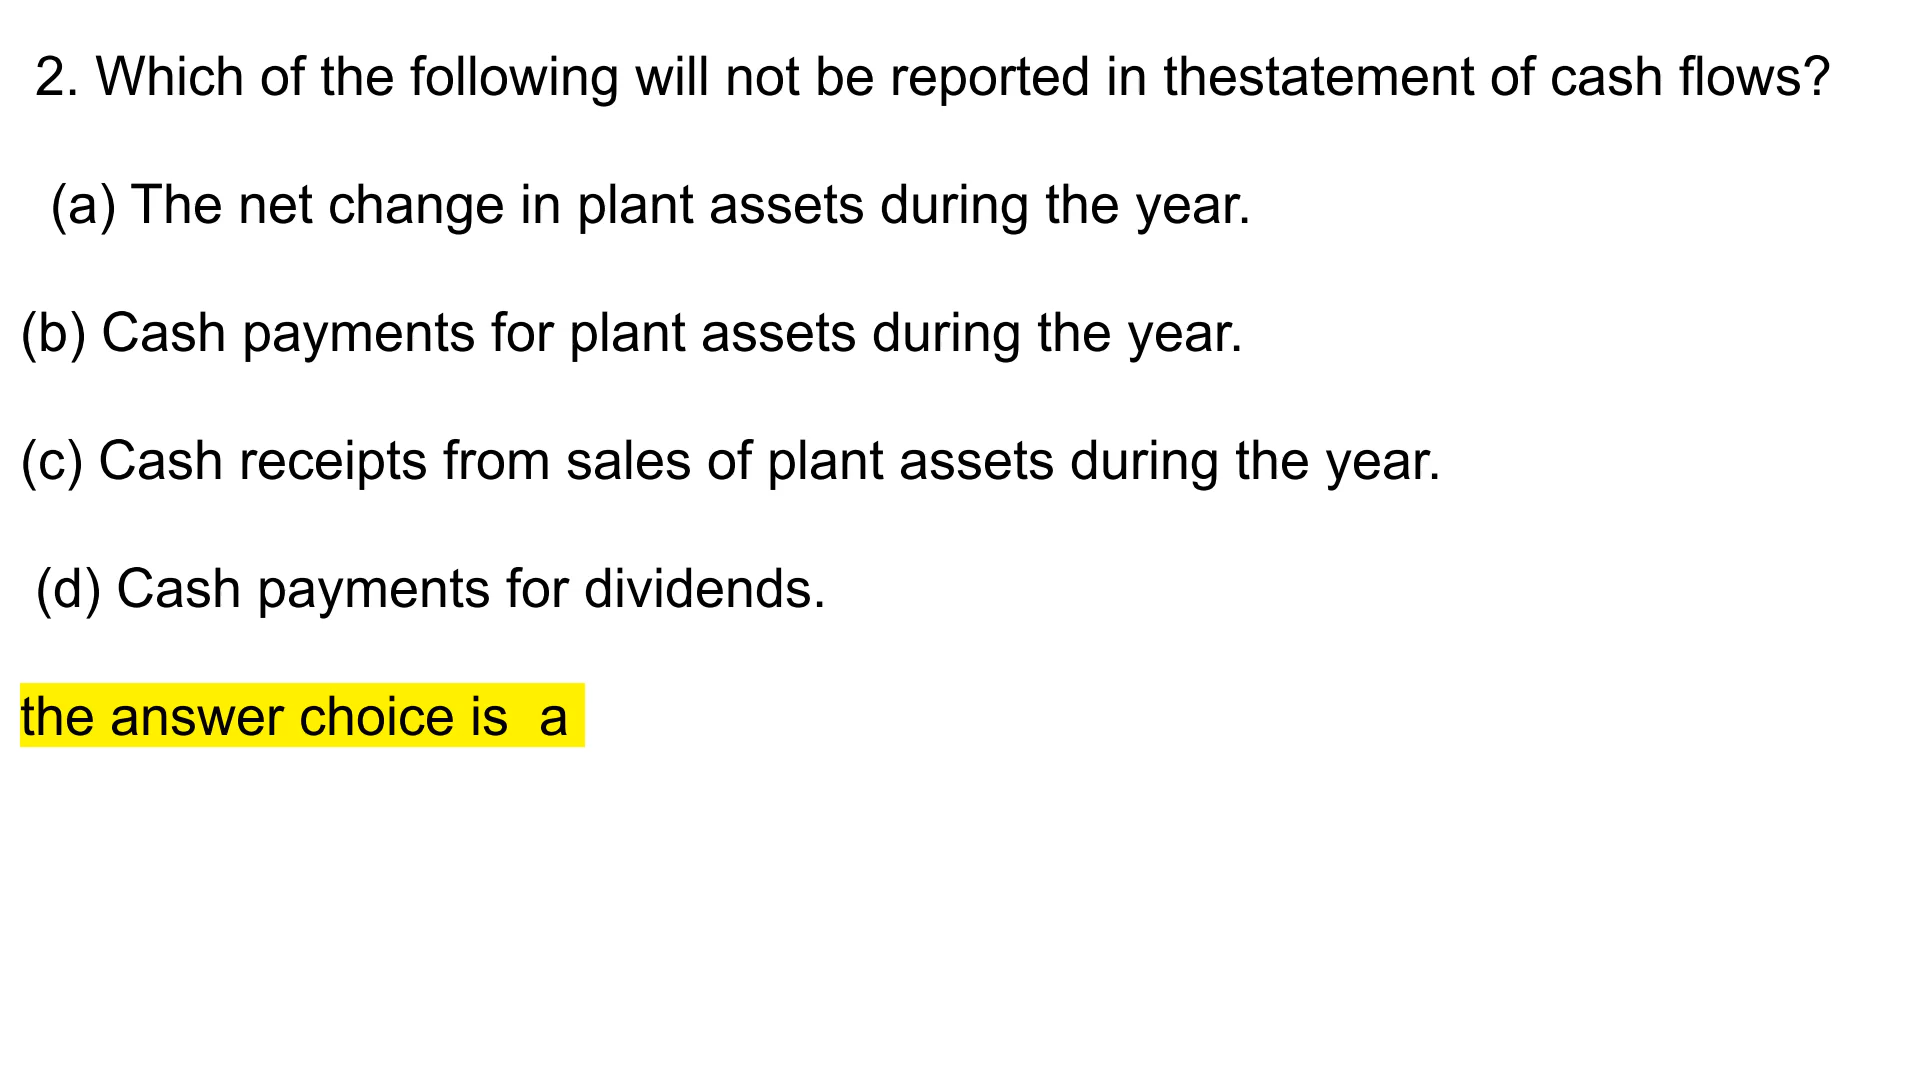 2. Which of the following will not be reported in thestatement of cash flows?
(a) The net change in plant assets during the year.
(b) Cash payments for plant assets during the year.
(c) Cash receipts from sales of plant assets during the year.
(d) Cash payments for dividends.
the answer choice is  a